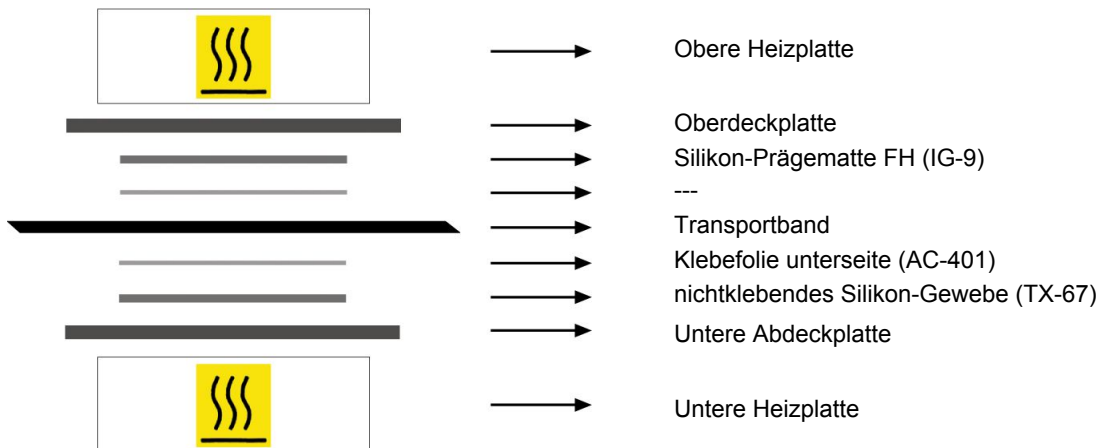 Obere Heizplatte
Oberdeckplatte
Silikon-Prägematte FH (IG-9)
---
Transportband
Klebefolie unterseite (AC-401)
nichtklebendes Silikon-Gewebe (TX-67)
Untere Abdeckplatte
Untere Heizplatte